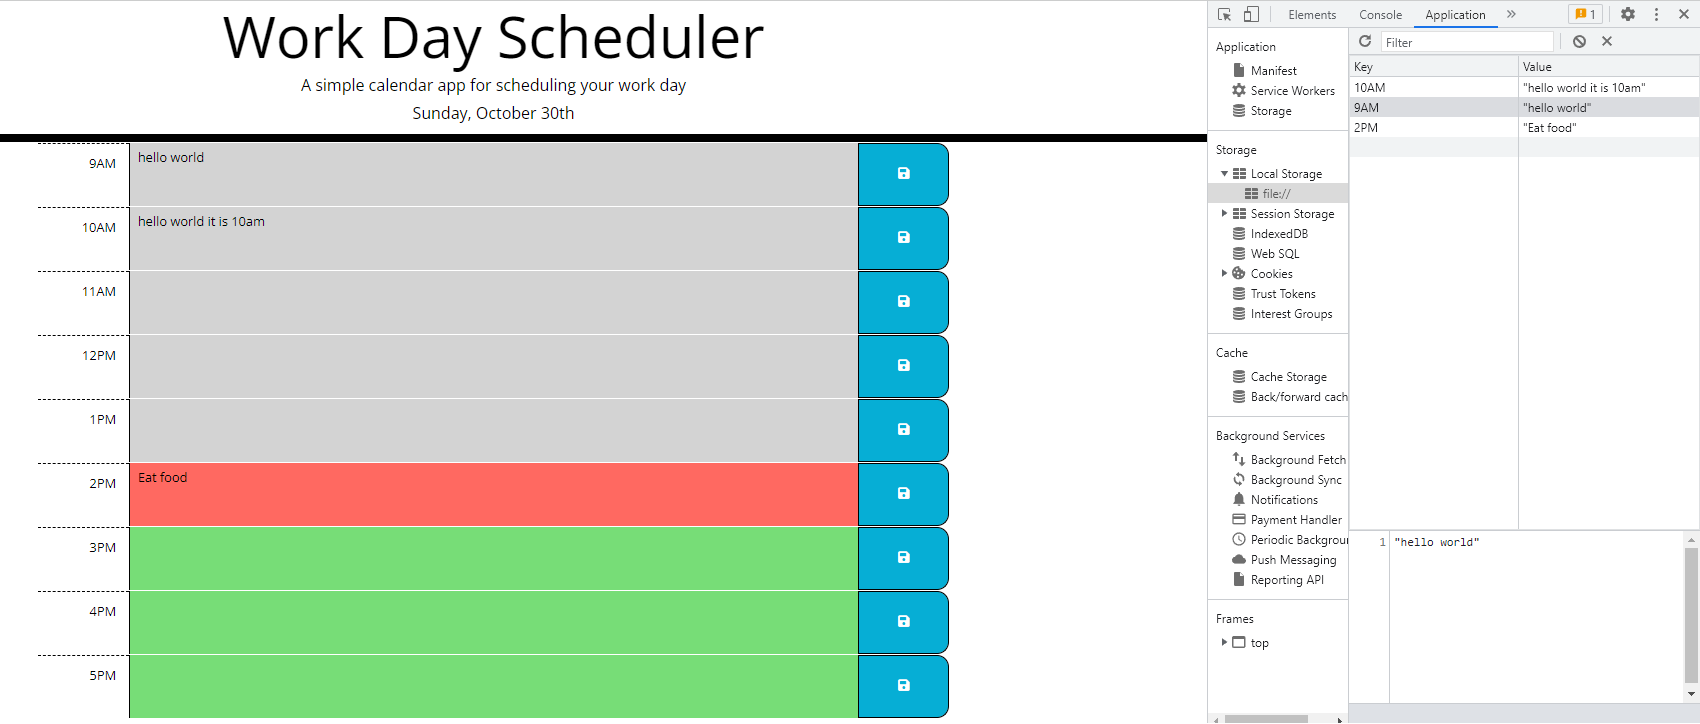 Work Day Scheduler
A simple calendar app for scheduling your work day
Sunday, October 30th
9AM hello world
10AM hello world it is 10am
11AM
12PM
1PM
2PM Eat food
3PM
4PM
5PM
Elements Console Application » 1
Application
Manifest
Service Workers
Storage
Storage
Local Storage
file://
Session Storage
IndexedDB
Web SQL
Cookies
Trust Tokens
Interest Groups
Cache
Cache Storage
Back/forward cach
Background Services
Background Fetch
Background Sync
Notifications
Payment Handler
Periodic Backgrou
Push Messaging
Reporting API
Frames
top
Filter
Key Value
10AM "hello world it is 10am"
9AM "hello world"
2PM "Eat food"
1 "hello world"